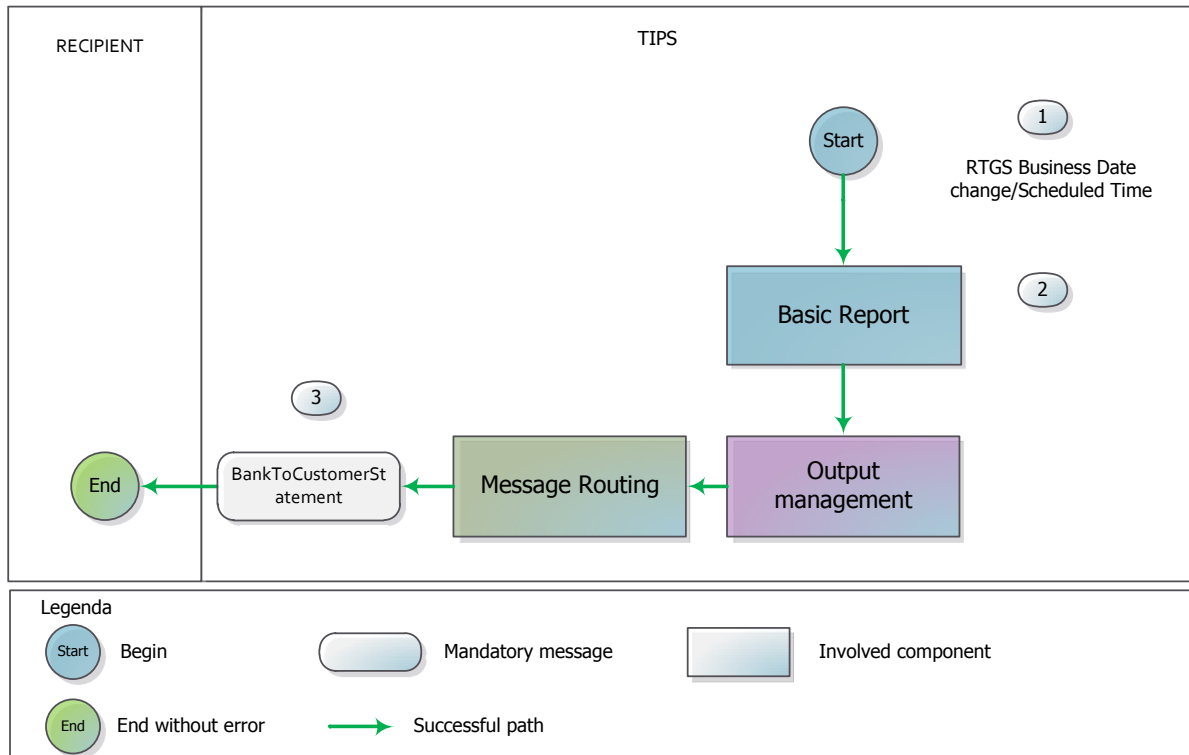 RECIPIENT
TIPS
Start
1
RTGS Business Date
change/Scheduled Time
Basic Report
2
3
End
BankToCustomerSt
atement
Message Routing
Output
management
Legenda
Start
Begin
Mandatory message
Involved component
End
End without error
Successful path